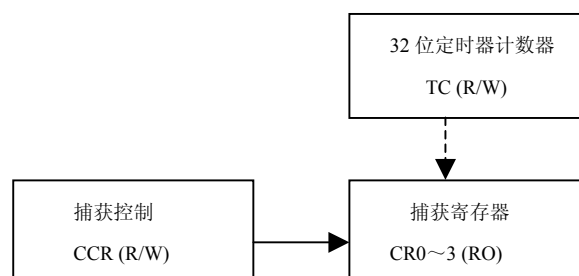 32 位定时器计数器
TC (R/W)
捕获控制
CCR (R/W)
捕获寄存器
CR0～3 (RO)